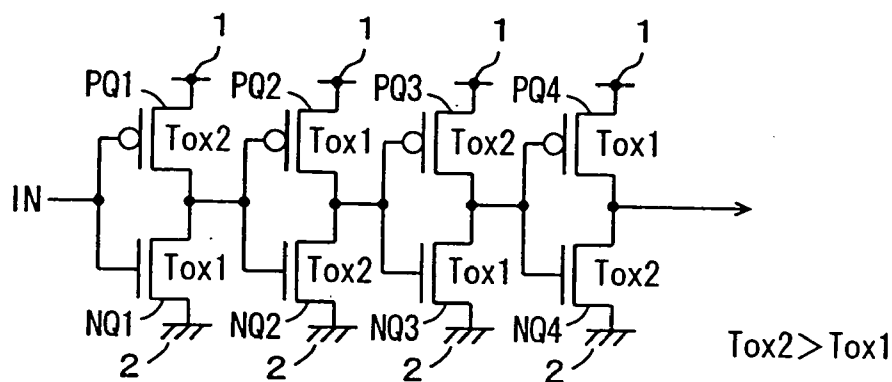 1 1 1 1
PQ1 PQ2 PQ3 PQ4
Tox2 Tox1 Tox2 Tox1
IN
Tox1 Tox2 Tox1 Tox2
NQ1 NQ2 NQ3 NQ4
2 2 2 2
Tox2>Tox1